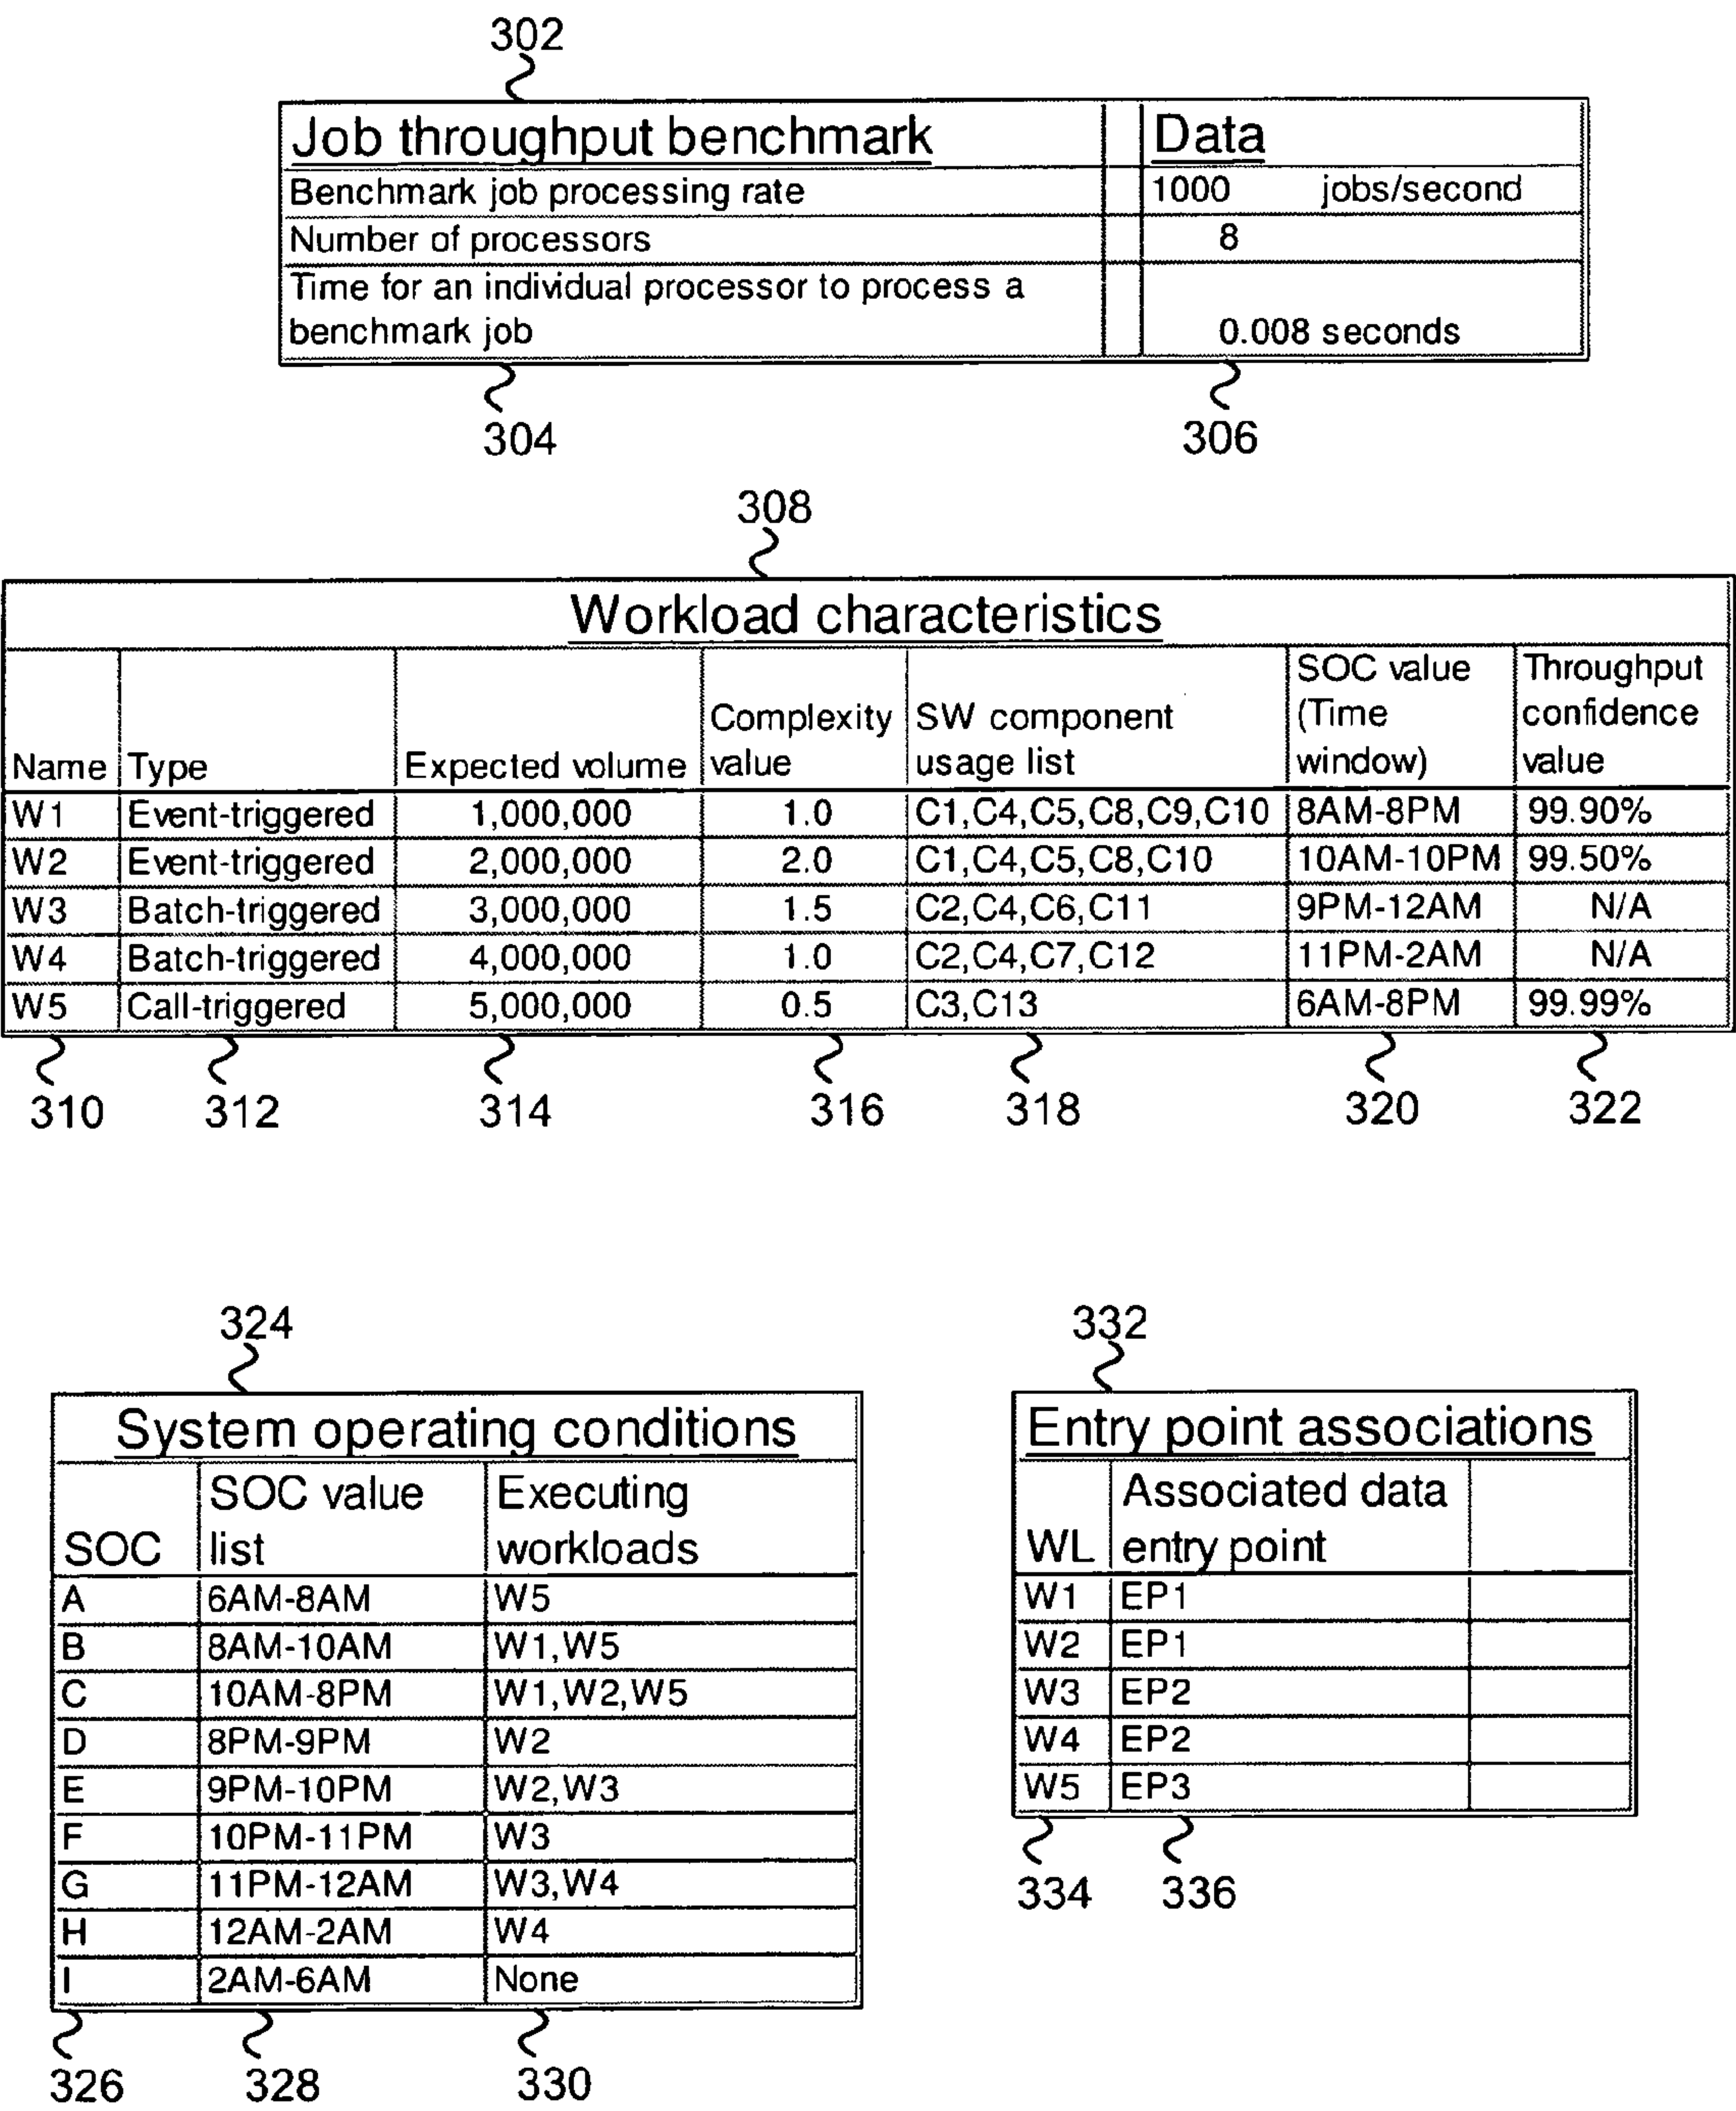 302
Job throughput benchmark Data
Benchmark job processing rate 1000 jobs/second
Number of processors 8
Time for an individual processor to process a
benchmark job 0.008 seconds
304 306
308
Workload characteristics
SOC value Throughput
Complexity SW component (Time confidence
Name Type Expected volume value usage list window) value
W1 Event-triggered 1,000,000 1.0 C1,C4,C5,C8,C9,C10 8AM-8PM 99.90%
W2 Event-triggered 2,000,000 2.0 C1,C4,C5,C8,C10 10AM-10PM 99.50%
W3 Batch-triggered 3,000,000 1.5 C2,C4,C6,C11 9PM-12AM N/A
W4 Batch-triggered 4,000,000 1.0 C2,C4,C7,C12 11PM-2AM N/A
W5 Call-triggered 5,000,000 0.5 C3,C13 6AM-8PM 99.99%
310 312 314 316 318 320 322
324
System operating conditions
SOC value Executing
SOC list workloads
A 6AM-8AM W5
B 8AM-10AM W1,W5
C 10AM-8PM W1,W2,W5
D 8PM-9PM W2
E 9PM-10PM W2,W3
F 10PM-11PM W3
G 11PM-12AM W3,W4
H 12AM-2AM W4
I 2AM-6AM None
326 328 330
332
Entry point associations
Associated data
WL entry point
W1 EP1
W2 EP1
W3 EP2
W4 EP2
W5 EP3
334 336